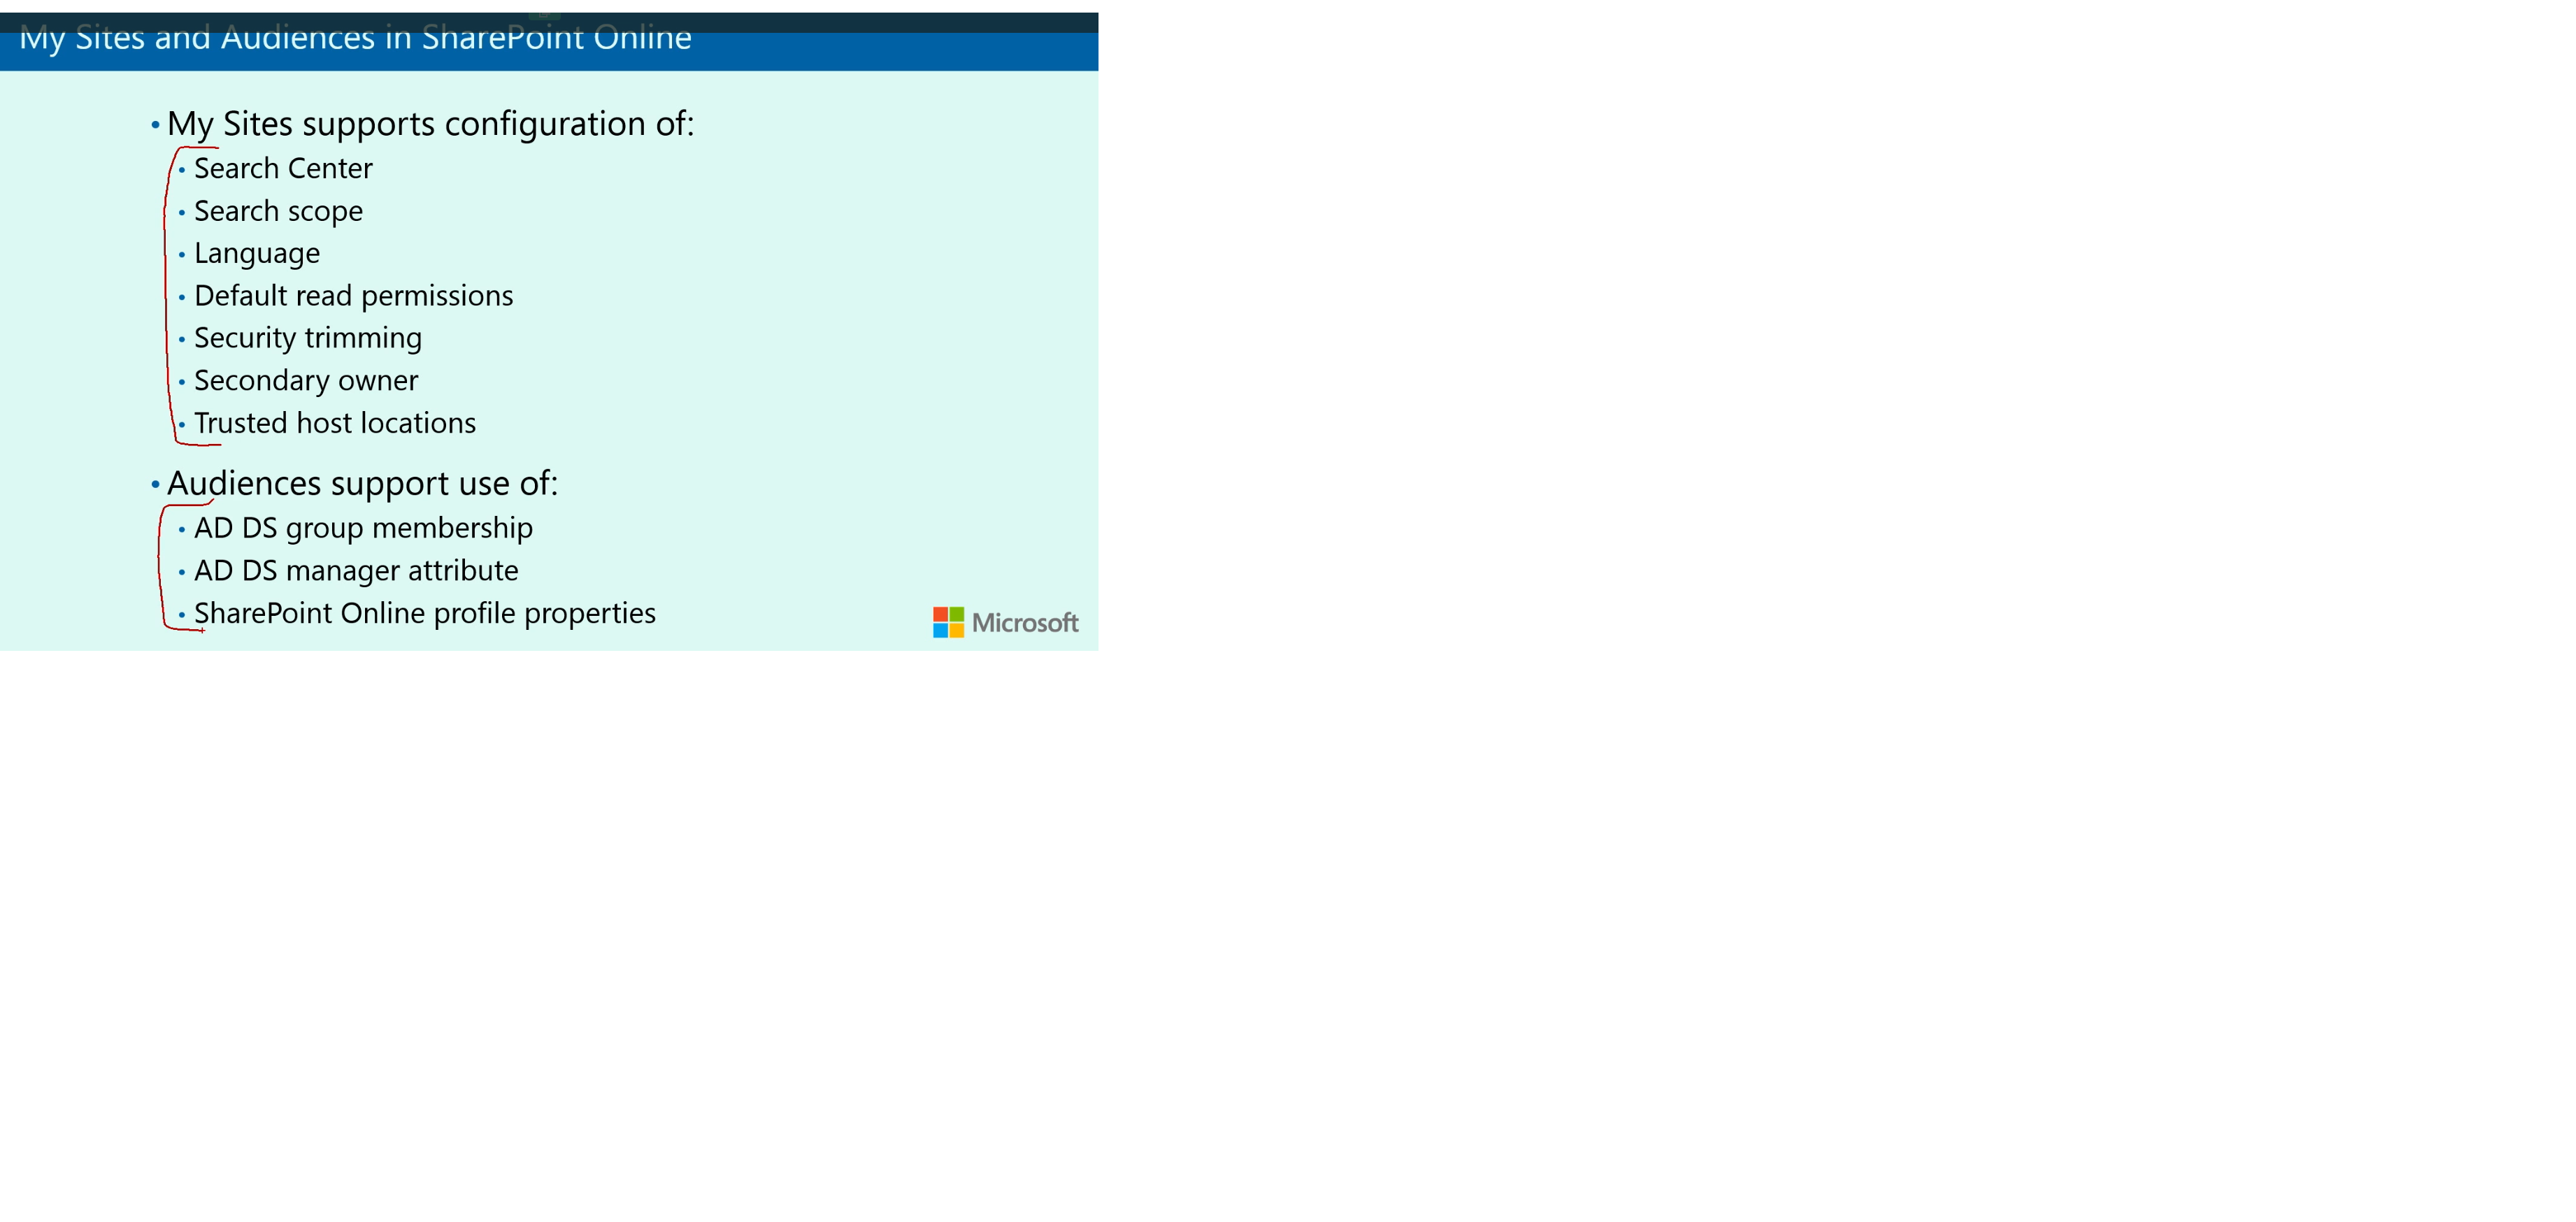 My Sites and Audiences in SharePoint Online
• My Sites supports configuration of:
• Search Center
• Search scope
• Language
• Default read permissions
• Security trimming
• Secondary owner
• Trusted host locations
• Audiences support use of:
• AD DS group membership
• AD DS manager attribute
• SharePoint Online profile properties
Microsoft